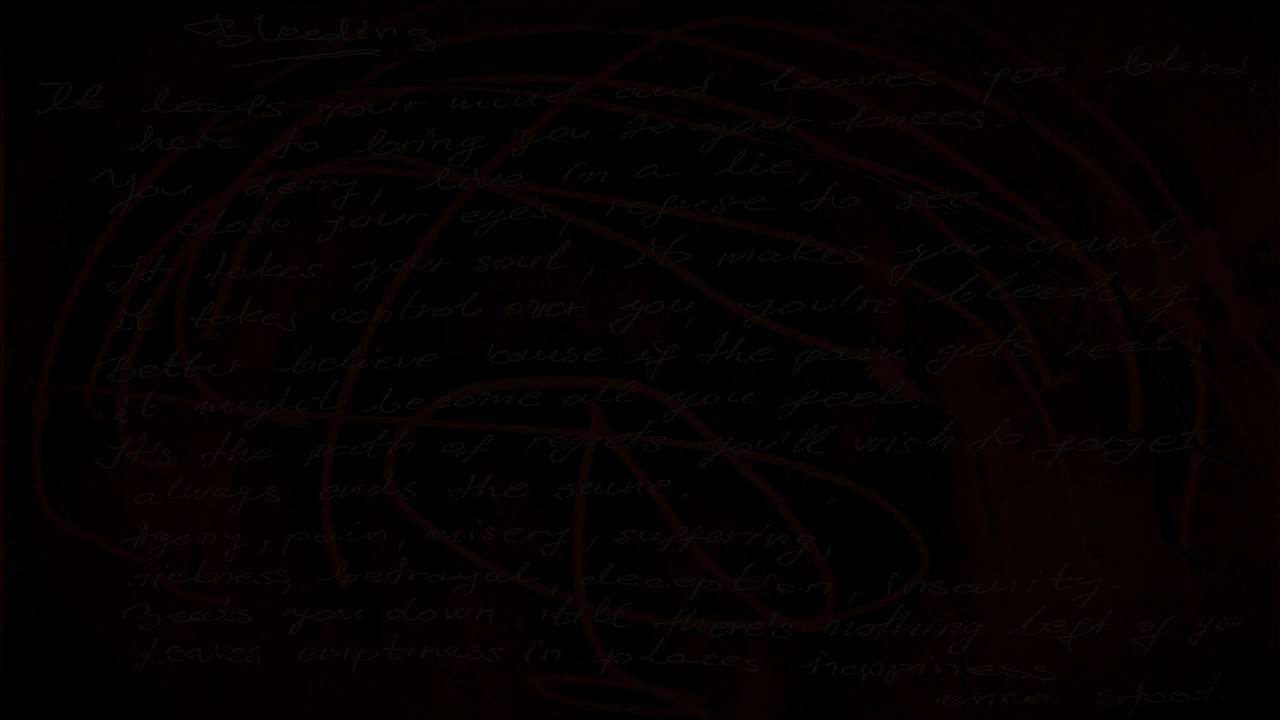 Bleeding
It leads your mind and leaves you blind,
here to bring you to your knees.
You deny, live in a lie,
close your eyes, refuse to see
It takes your soul, it makes you crawl,
it takes control over you, you're bleeding.
Better believe 'cause if the pain gets real,
it might become all you feel.
It's the path of regrets you'll wish to forget,
always ends the same.
Agony, pain, misery, suffering,
sickness, betrayal, deception, insanity.
Beats you down still there's nothing left of you
Leaves emptiness in places happiness
once stood.